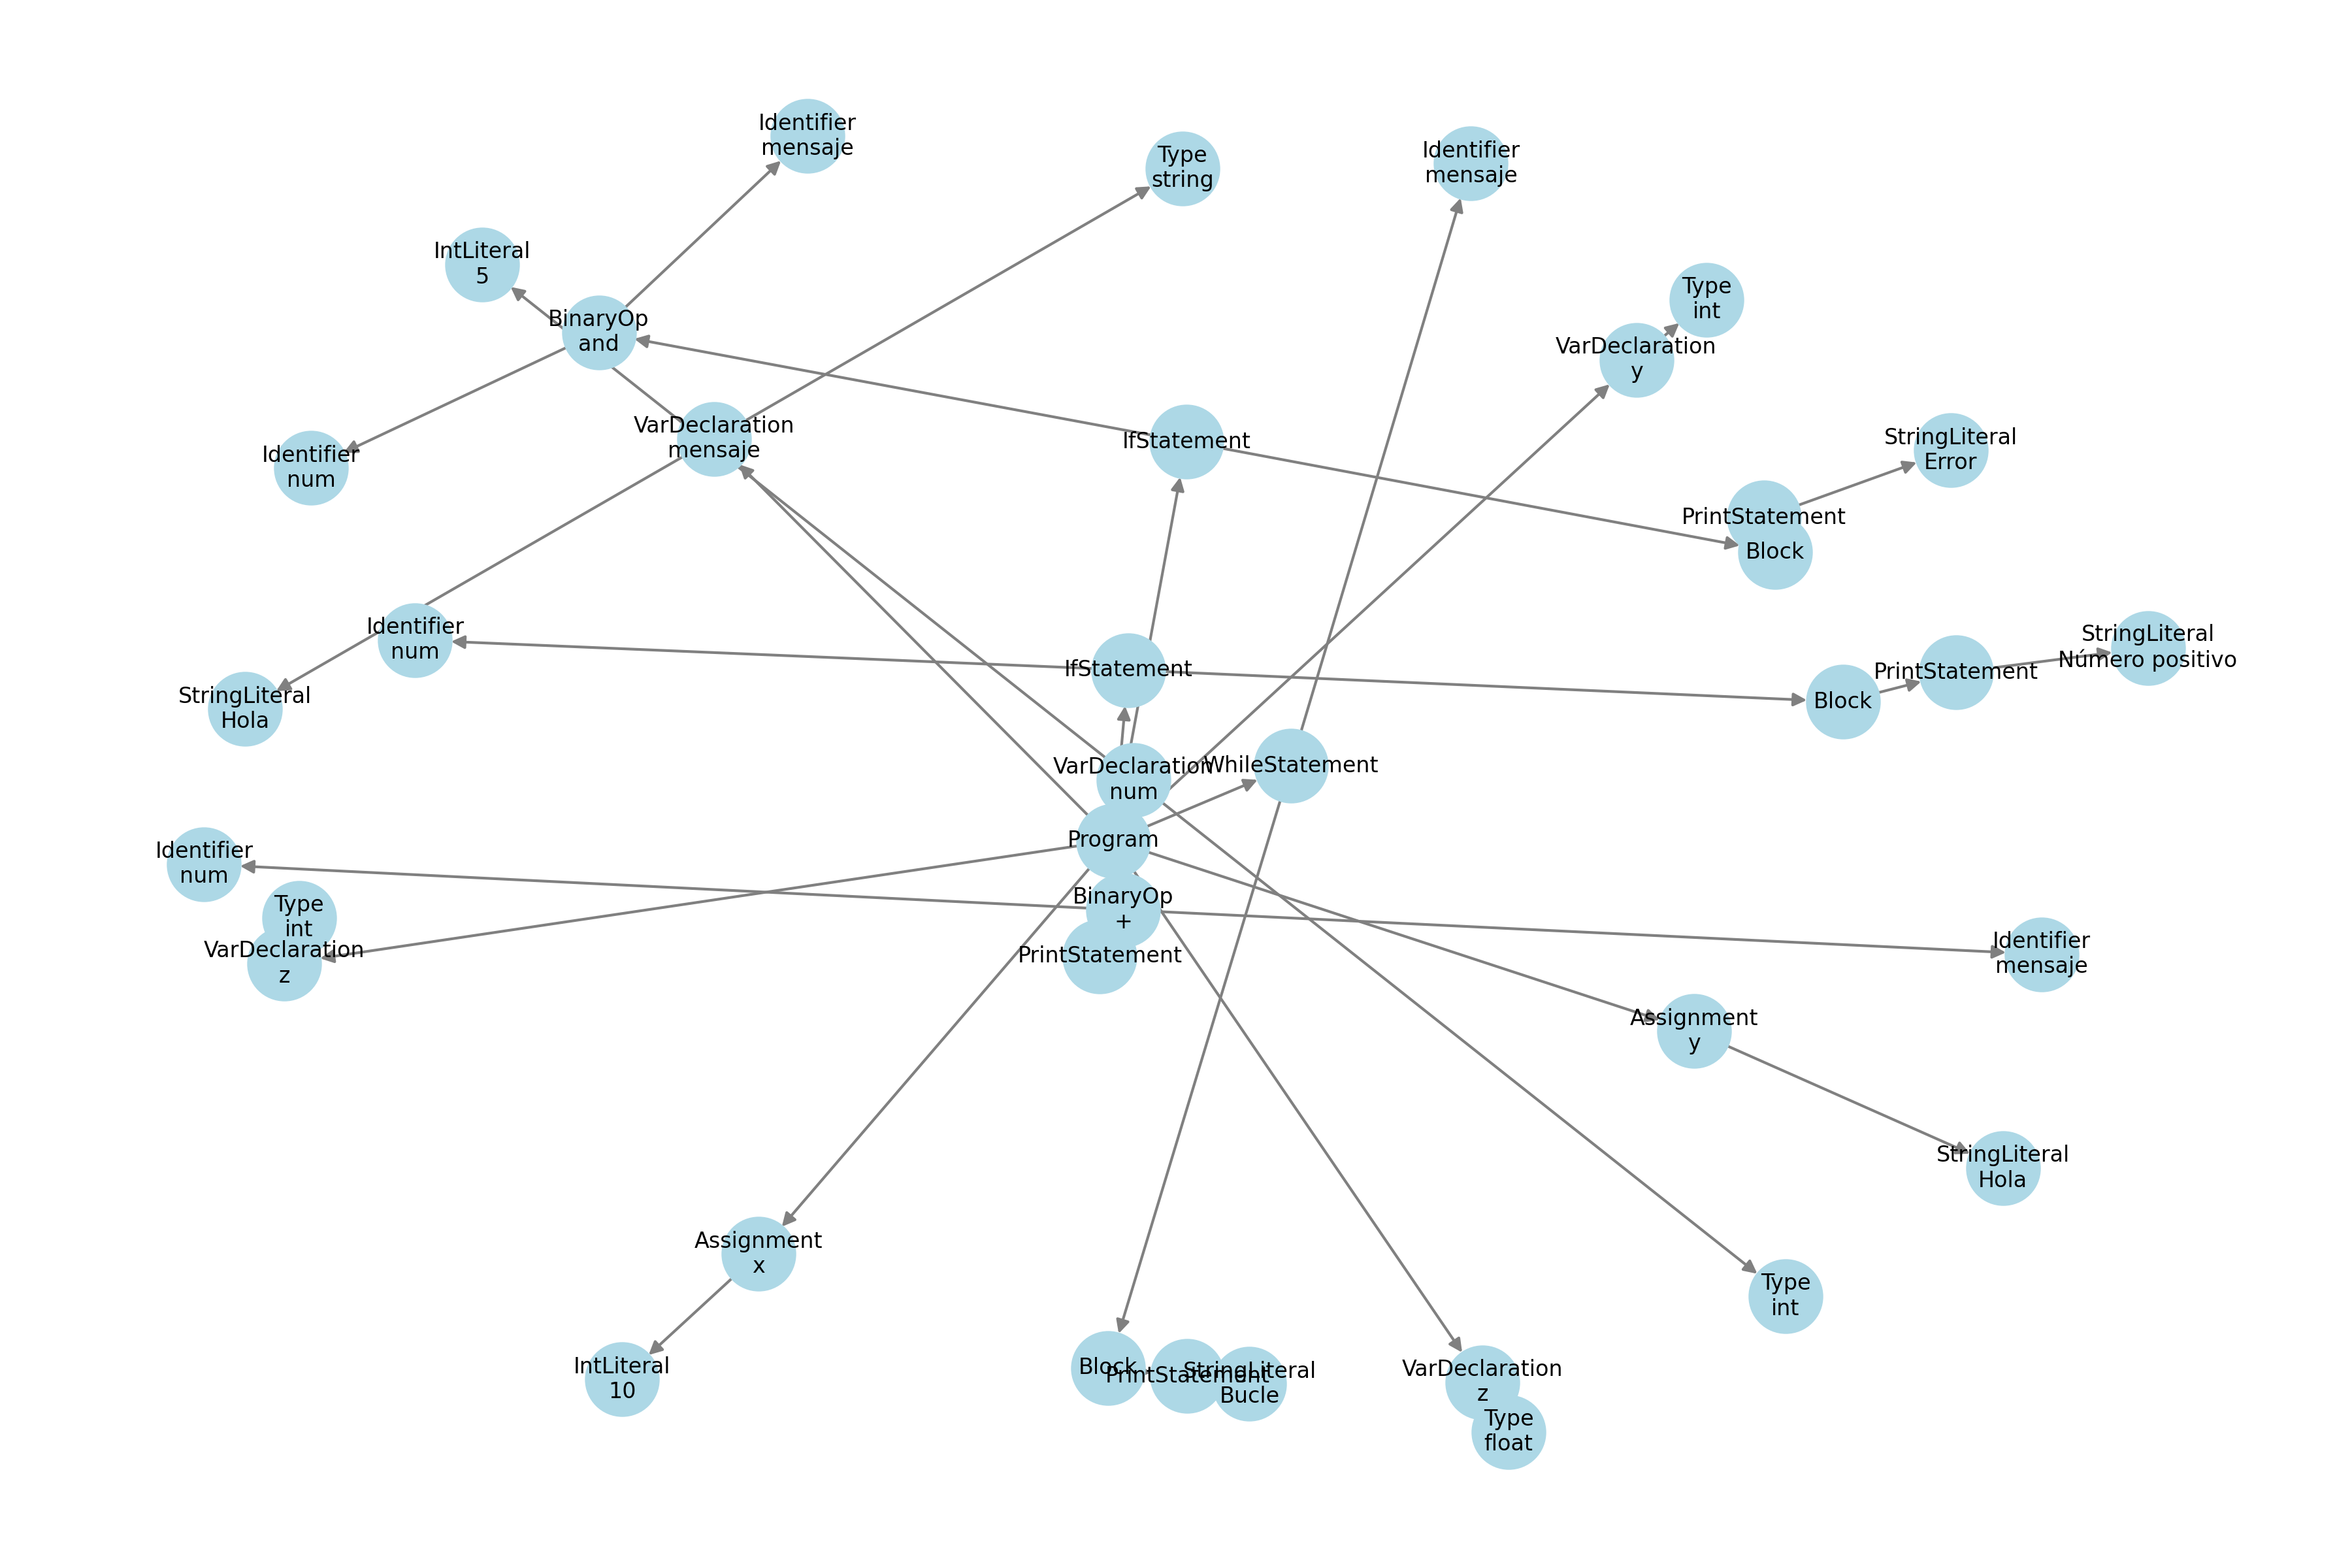 Identifier
mensaje
Type
string
Identifier
mensaje
IntLiteral
5
Type
int
BinaryOp
and
VarDeclaration
y
VarDeclaration
mensaje
IfStatement
StringLiteral
Error
Identifier
num
PrintStatement
Block
Identifier
num
IfStatement
StringLiteral
Número positivo
PrintStatement
Block
StringLiteral
Hola
VarDeclaration
num
WhileStatement
Program
Identifier
num
Type
int
VarDeclaration
z
BinaryOp
+
PrintStatement
Identifier
mensaje
Assignment
y
StringLiteral
Hola
Assignment
x
Type
int
IntLiteral
10
Block
PrintStatement
StringLiteral
Bucle
VarDeclaration
z
Type
float